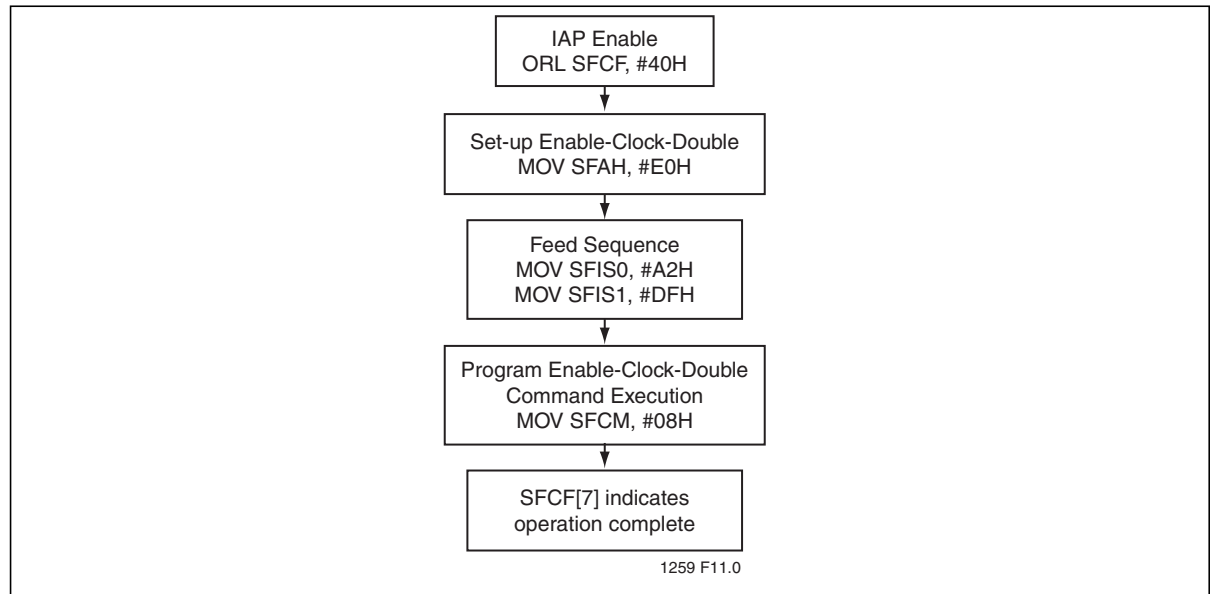 IAP Enable
ORL SFCF, #40H
Set-up Enable-Clock-Double
MOV SFAH, #E0H
Feed Sequence
MOV SFIS0, #A2H
MOV SFIS1, #DFH
Program Enable-Clock-Double
Command Execution
MOV SFCM, #08H
SFCF[7] indicates
operation complete
1259 F11.0